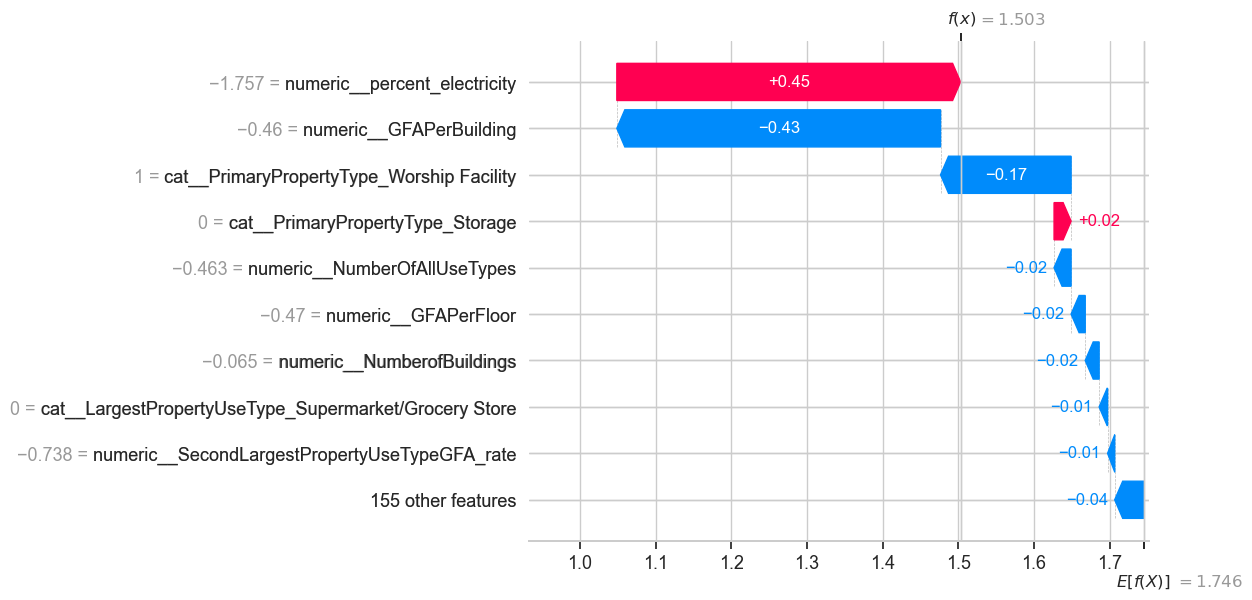 f(x) = 1.503
−1.757 = numeric__percent_electricity
+0.45
−0.46 = numeric__GFAPerBuilding
−0.43
1 = cat__PrimaryPropertyType_Worship Facility
−0.17
0 = cat__PrimaryPropertyType_Storage
+0.02
−0.463 = numeric__NumberOfAllUseTypes
−0.02
−0.47 = numeric__GFAPerFloor
−0.02
−0.065 = numeric__NumberofBuildings
−0.02
0 = cat__LargestPropertyUseType_Supermarket/Grocery Store
−0.01
−0.738 = numeric__SecondLargestPropertyUseTypeGFA_rate
−0.01
155 other features
−0.04
1.0 1.1 1.2 1.3 1.4 1.5 1.6 1.7
E[f(X)] = 1.746